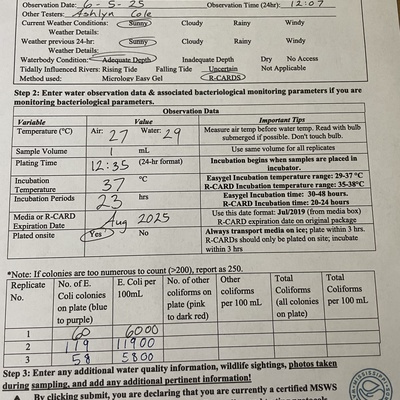 Observation Date: 6-5-25 Observation Time (24hr): 12:07
Other Testers: Ashlyn Cole
Current Weather Conditions: Sunny Cloudy Rainy Windy
Weather Details:
Weather previous 24-hr: Sunny Cloudy Rainy Windy
Weather Details:
Waterbody Condition: Adequate Depth Inadequate Depth Dry No Access
Tidally Influenced Rivers: Rising Tide Falling Tide Uncertain Not Applicable
Method used: Micrology Easy Gel R-CARDS
Step 2: Enter water observation data & associated bacteriological monitoring parameters if you are
monitoring bacteriological parameters.
Observation Data
Variable Value Important Tips
Temperature (°C) Air: 27 Water: 29 Measure air temp before water temp. Read with bulb
submerged if possible. Don't touch bulb.
Sample Volume 1 mL Use same volume for all replicates
Plating Time 12:35 (24-hr format) Incubation begins when samples are placed in
incubator.
Incubation
Temperature 37 °C Easygel Incubation temperature range: 29-37 °C
R-CARD Incubation temperature range: 35-38°C
Incubation Periods 23 hrs Easygel Incubation time: 30-48 hours.
R-CARD Incubation time: 20-24 hours
Media or R-CARD
Expiration Date Aug 2025 Use this date format: Jul/2019 (from media box)
R-CARD expiration date on original package
Plated onsite Yes No Always transport media on ice; plate within 3 hrs.
R-CARDs should only be plated on site; incubate
within 3 hrs
*Note: If colonies are too numerous to count (>200), report as 250.
Replicate
No. No. of E.
Coli colonies
on plate (blue
to purple) E. Coli per
100mL No. of other
coliforms on
plate (pink
to dark red) Other
coliforms
per 100 mL Total
Coliforms
(all colonies
on plate) Total
Coliforms
per 100 mL
1 60 6000
2 119 11900
3 58 5800
Step 3: Enter any additional water quality information, wildlife sightings, photos taken
during sampling, and add any additional pertinent information!
By clicking submit, you are declaring that you are currently a certified MSWS